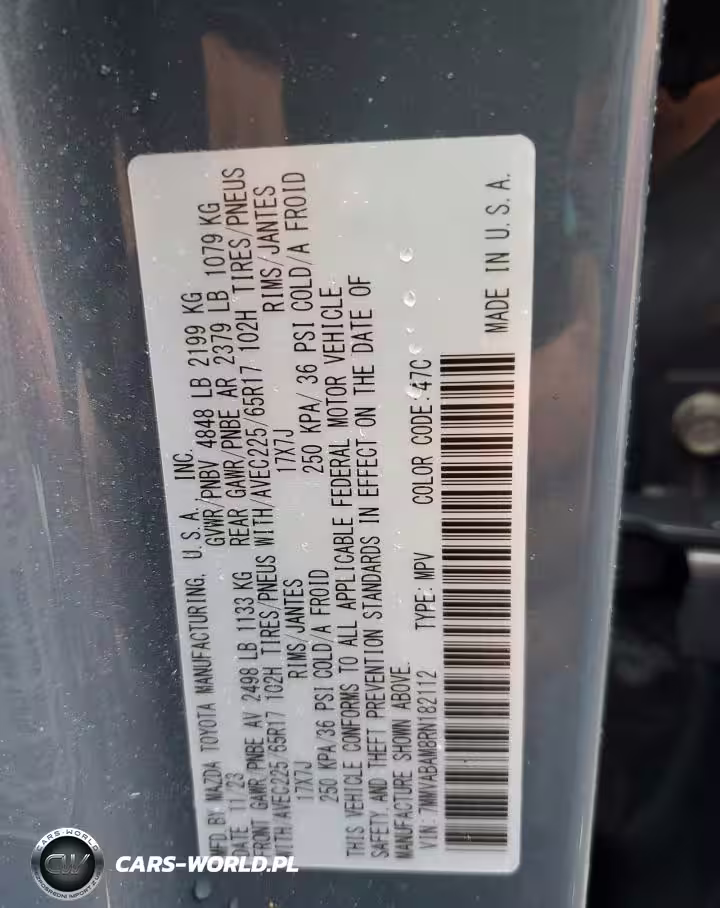 MFD. BY: MAZDA TOYOTA MANUFACTURING, U.S.A., INC.
DATE 11/23 GVWR/PNBV 4848 LB 2199 KG
FRONT GAWR/PNBE AV 2498 LB 1133 KG REAR GAWR/PNBE AR 2379 LB 1079 KG
WITH/AVEC225/65R17 102H TIRES/PNEUS WITH/AVEC225/65R17 102H TIRES/PNEUS
17X7J RIMS/JANTES 17X7J RIMS/JANTES
250 KPA/36 PSI COLD/A FROID 250 KPA/ 36 PSI COLD/A FROID
THIS VEHICLE CONFORMS TO ALL APPLICABLE FEDERAL MOTOR VEHICLE
SAFETY AND THEFT PREVENTION STANDARDS IN EFFECT ON THE DATE OF
MANUFACTURE SHOWN ABOVE.
VIN: 7MMVABAM8RN182112 TYPE: MPV COLOR CODE: 47C
MADE IN U.S.A.
CARS-WORLD.PL
CARS-WORLD
CW